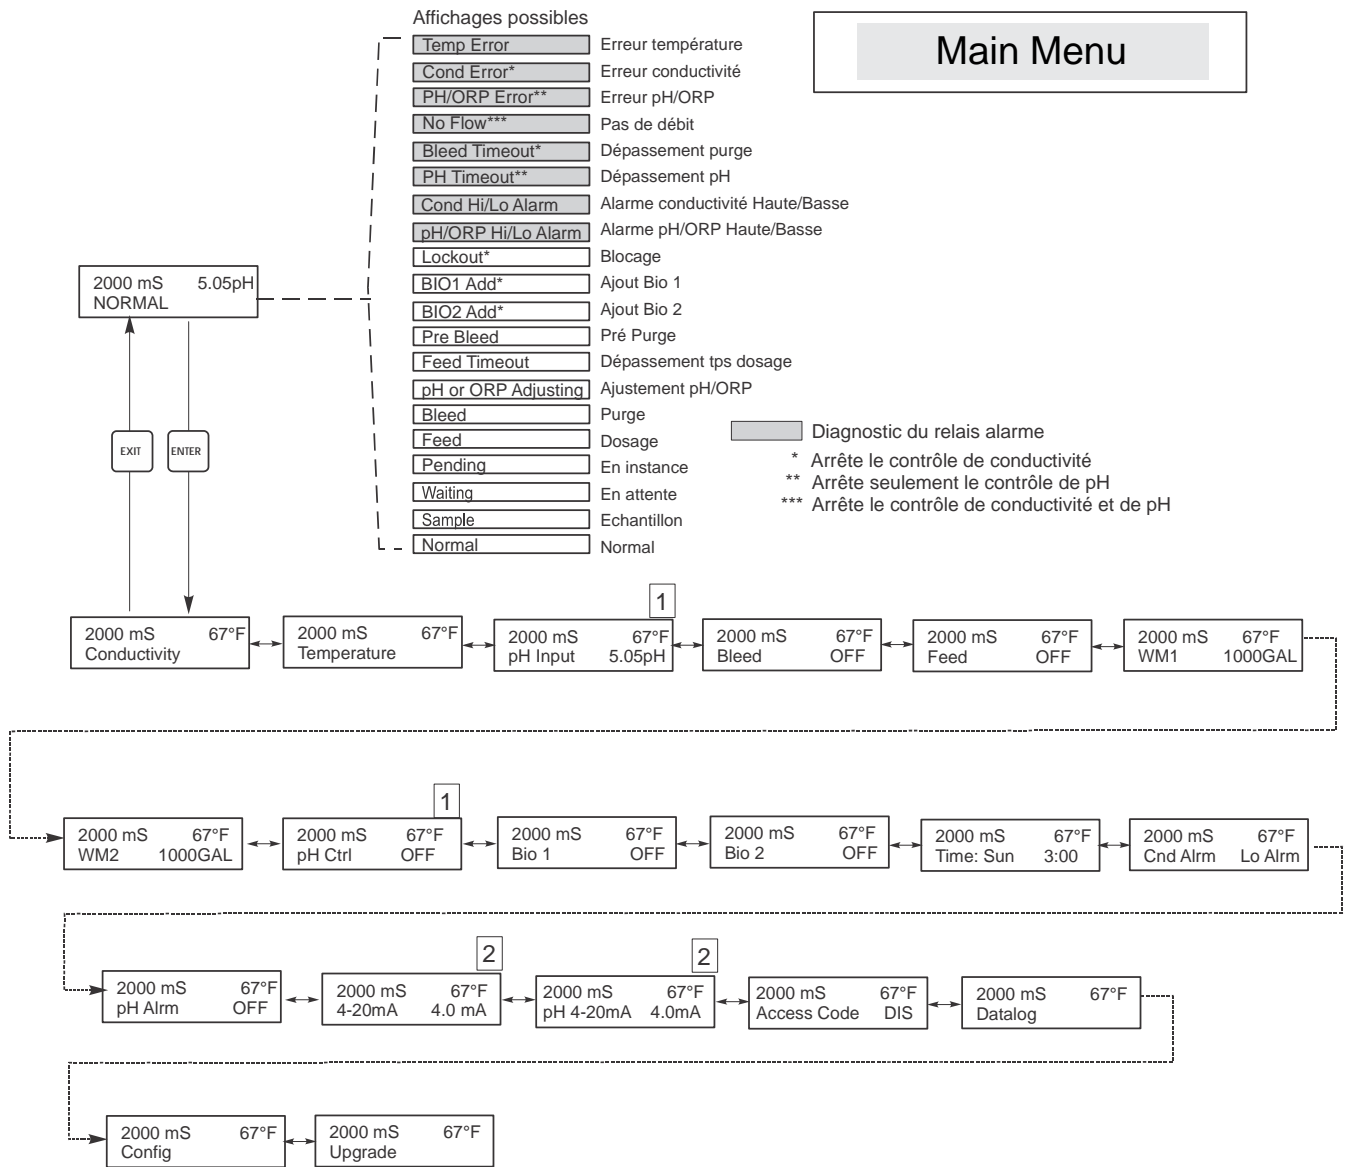 Affichages possibles
Main Menu
Temp Error Erreur température
Cond Error* Erreur conductivité
PH/ORP Error** Erreur pH/ORP
No Flow*** Pas de débit
Bleed Timeout* Dépassement purge
PH Timeout** Dépassement pH
Cond Hi/Lo Alarm Alarme conductivité Haute/Basse
pH/ORP Hi/Lo Alarm Alarme pH/ORP Haute/Basse
Lockout* Blocage
BIO1 Add* Ajout Bio 1
BIO2 Add* Ajout Bio 2
Pre Bleed Pré Purge
Feed Timeout Dépassement tps dosage
pH or ORP Adjusting Ajustement pH/ORP
Bleed Purge
Feed Dosage
Pending En instance
Waiting En attente
Sample Echantillon
Normal Normal
2000 mS 5.05pH
NORMAL
EXIT ENTER
Diagnostic du relais alarme
* Arrête le contrôle de conductivité
** Arrête seulement le contrôle de pH
*** Arrête le contrôle de conductivité et de pH
2000 mS 67°F
Conductivity
2000 mS 67°F
Temperature
1
2000 mS 67°F
pH Input 5.05pH
2000 mS 67°F
Bleed OFF
2000 mS 67°F
Feed OFF
2000 mS 67°F
WM1 1000GAL
2000 mS 67°F
WM2 1000GAL
1
2000 mS 67°F
pH Ctrl OFF
2000 mS 67°F
Bio 1 OFF
2000 mS 67°F
Bio 2 OFF
2000 mS 67°F
Time: Sun 3:00
2000 mS 67°F
Cnd Alrm Lo Alrm
2000 mS 67°F
pH Alrm OFF
2
2000 mS 67°F
4-20mA 4.0 mA
2
2000 mS 67°F
pH 4-20mA 4.0mA
2000 mS 67°F
Access Code DIS
2000 mS 67°F
Datalog
2000 mS 67°F
Config
2000 mS 67°F
Upgrade